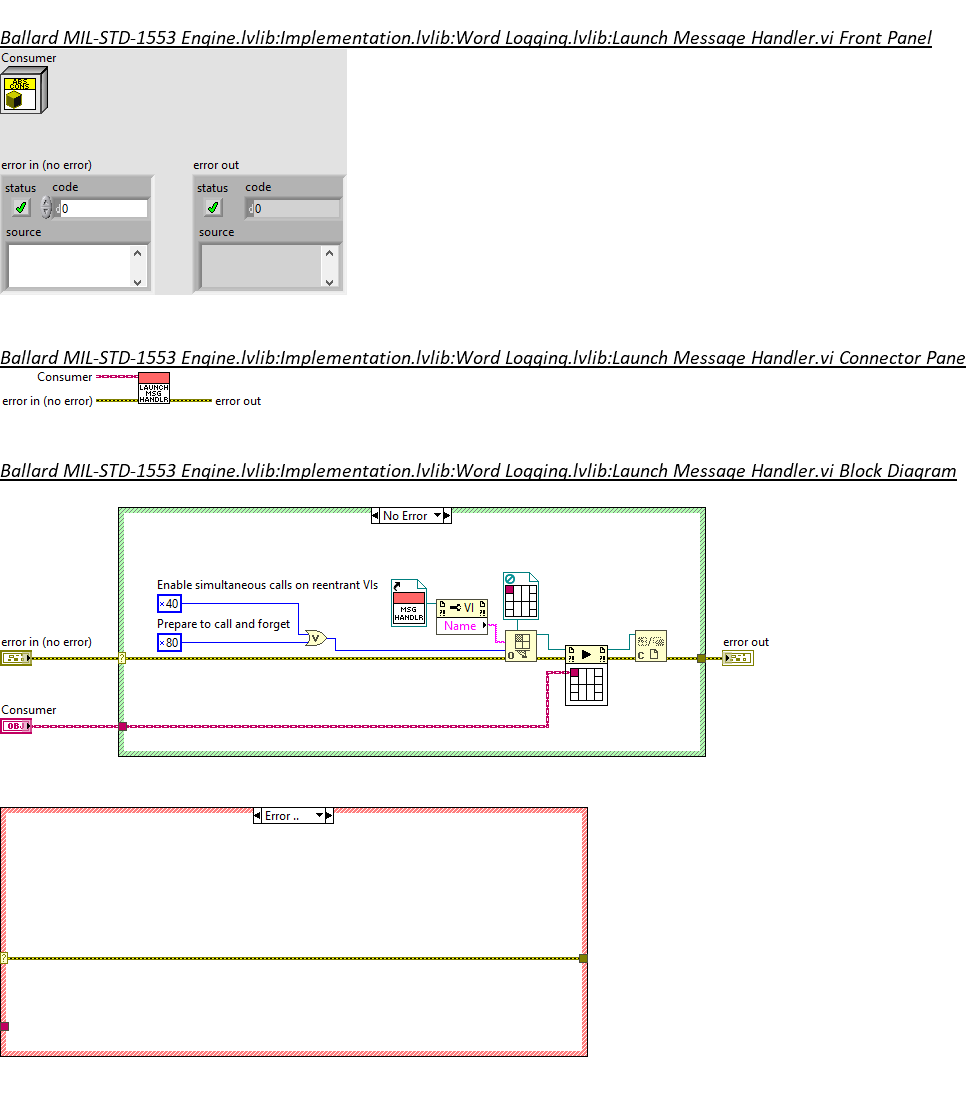 Ballard MIL-STD-1553 Engine.lvlib:Implementation.lvlib:Word Logging.lvlib:Launch Message Handler.vi Front Panel
Consumer
ABS
CONS
error in (no error)
error out
status
code
status
code
d
0
d
0
source
source
Ballard MIL-STD-1553 Engine.lvlib:Implementation.lvlib:Word Logging.lvlib:Launch Message Handler.vi Connector Pane
Consumer
LAUNCH
MSG
HANDLR
error in (no error)
error out
Ballard MIL-STD-1553 Engine.lvlib:Implementation.lvlib:Word Logging.lvlib:Launch Message Handler.vi Block Diagram
No Error
Enable simultaneous calls on reentrant VIs
x40
MSG
HANDLR
VI
Name
Prepare to call and forget
x80
V
error in (no error)
error out
?
O
C
Consumer
OBJ
Error ..
?